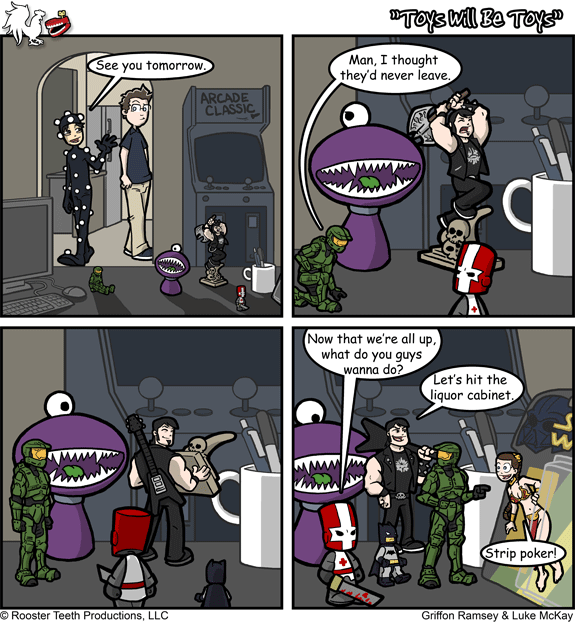 "Toys Will Be Toys"
See you tomorrow.
ARCADE
CLASSIC
Man, I thought
they'd never leave.
Now that we're all up,
what do you guys
wanna do?
Let's hit the
liquor cabinet.
Strip poker!
© Rooster Teeth Productions, LLC
Griffon Ramsey & Luke McKay